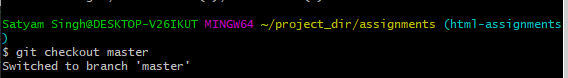 Satyam Singh@DESKTOP-V26IKUT MINGW64 ~/project_dir/assignments (html-assignments
)
$ git checkout master
Switched to branch 'master'